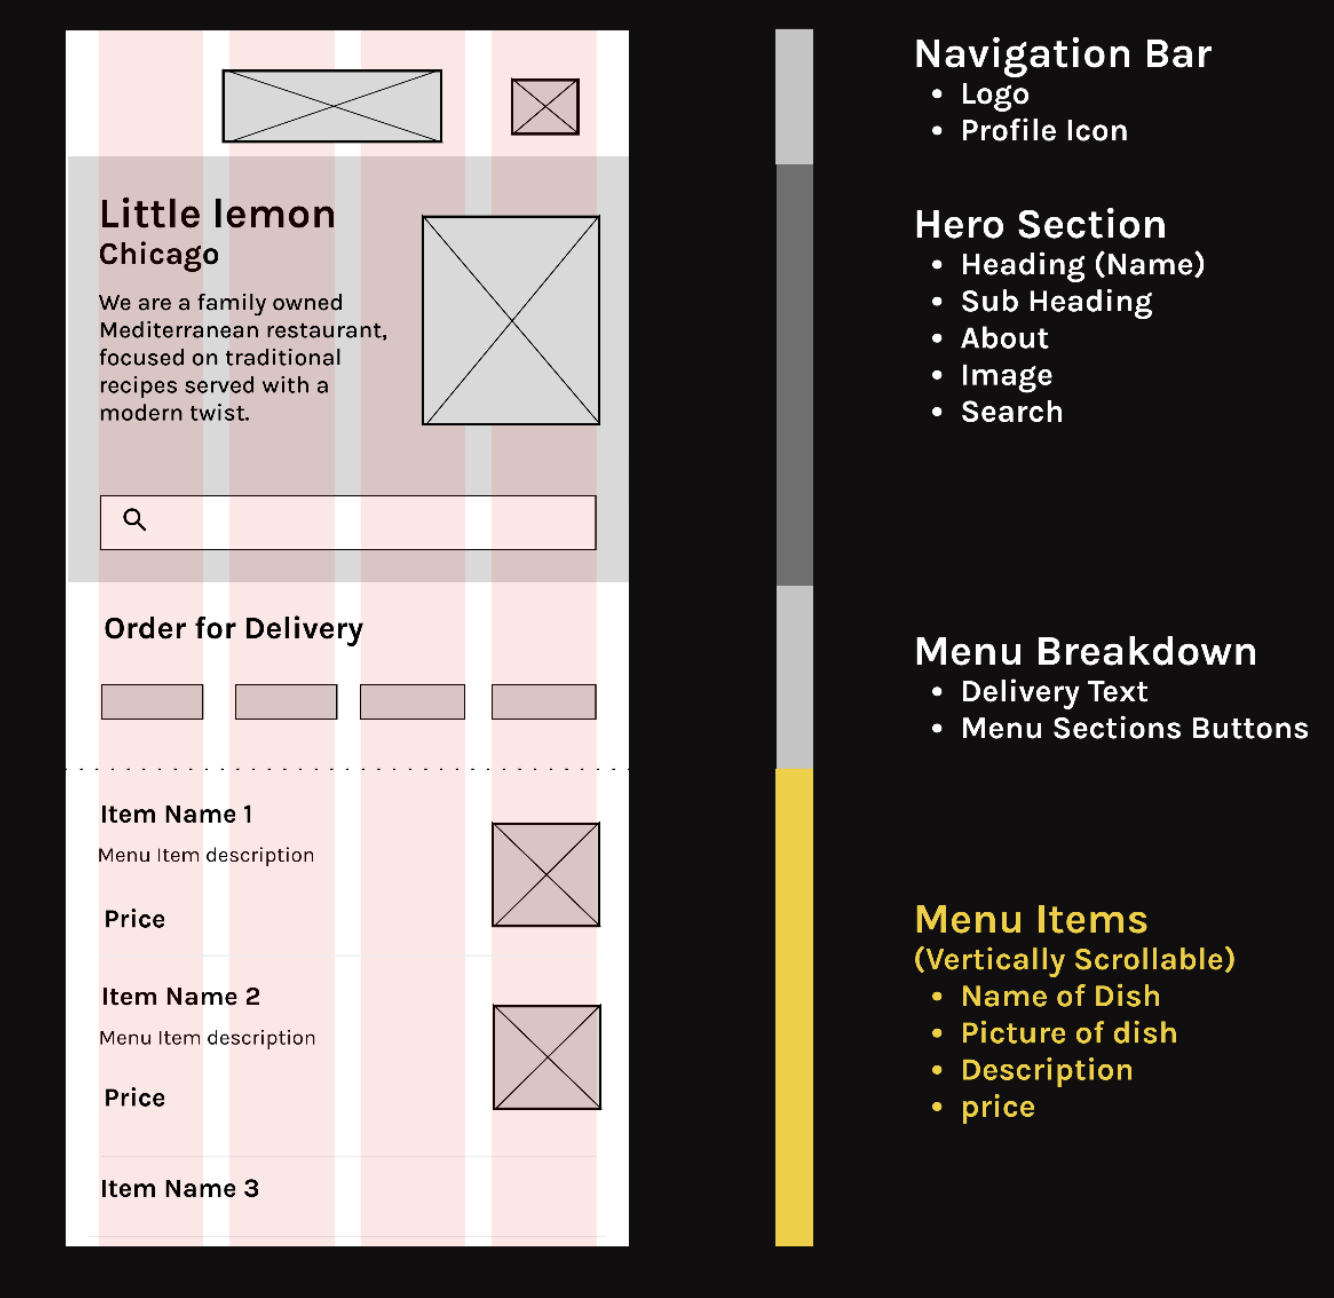 Little lemon
Chicago
We are a family owned
Mediterranean restaurant,
focused on traditional
recipes served with a
modern twist.
Order for Delivery
Item Name 1
Menu Item description
Price
Item Name 2
Menu Item description
Price
Item Name 3
Navigation Bar
• Logo
• Profile Icon
Hero Section
• Heading (Name)
• Sub Heading
• About
• Image
• Search
Menu Breakdown
• Delivery Text
• Menu Sections Buttons
Menu Items
(Vertically Scrollable)
• Name of Dish
• Picture of dish
• Description
• price